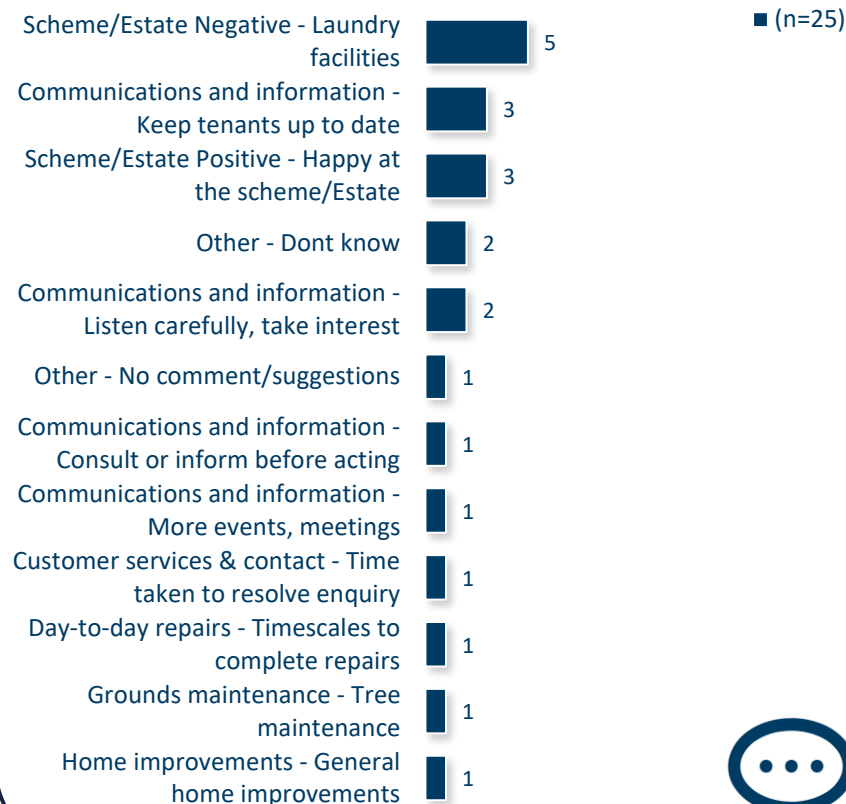 Scheme/Estate Negative - Laundry
facilities
5
(n=25)
Communications and information -
Keep tenants up to date
3
Scheme/Estate Positive - Happy at
the scheme/Estate
3
Other - Dont know
2
Communications and information -
Listen carefully, take interest
2
Other - No comment/suggestions
1
Communications and information -
Consult or inform before acting
1
Communications and information -
More events, meetings
1
Customer services & contact - Time
taken to resolve enquiry
1
Day-to-day repairs - Timescales to
complete repairs
1
Grounds maintenance - Tree
maintenance
1
Home improvements - General
home improvements
1